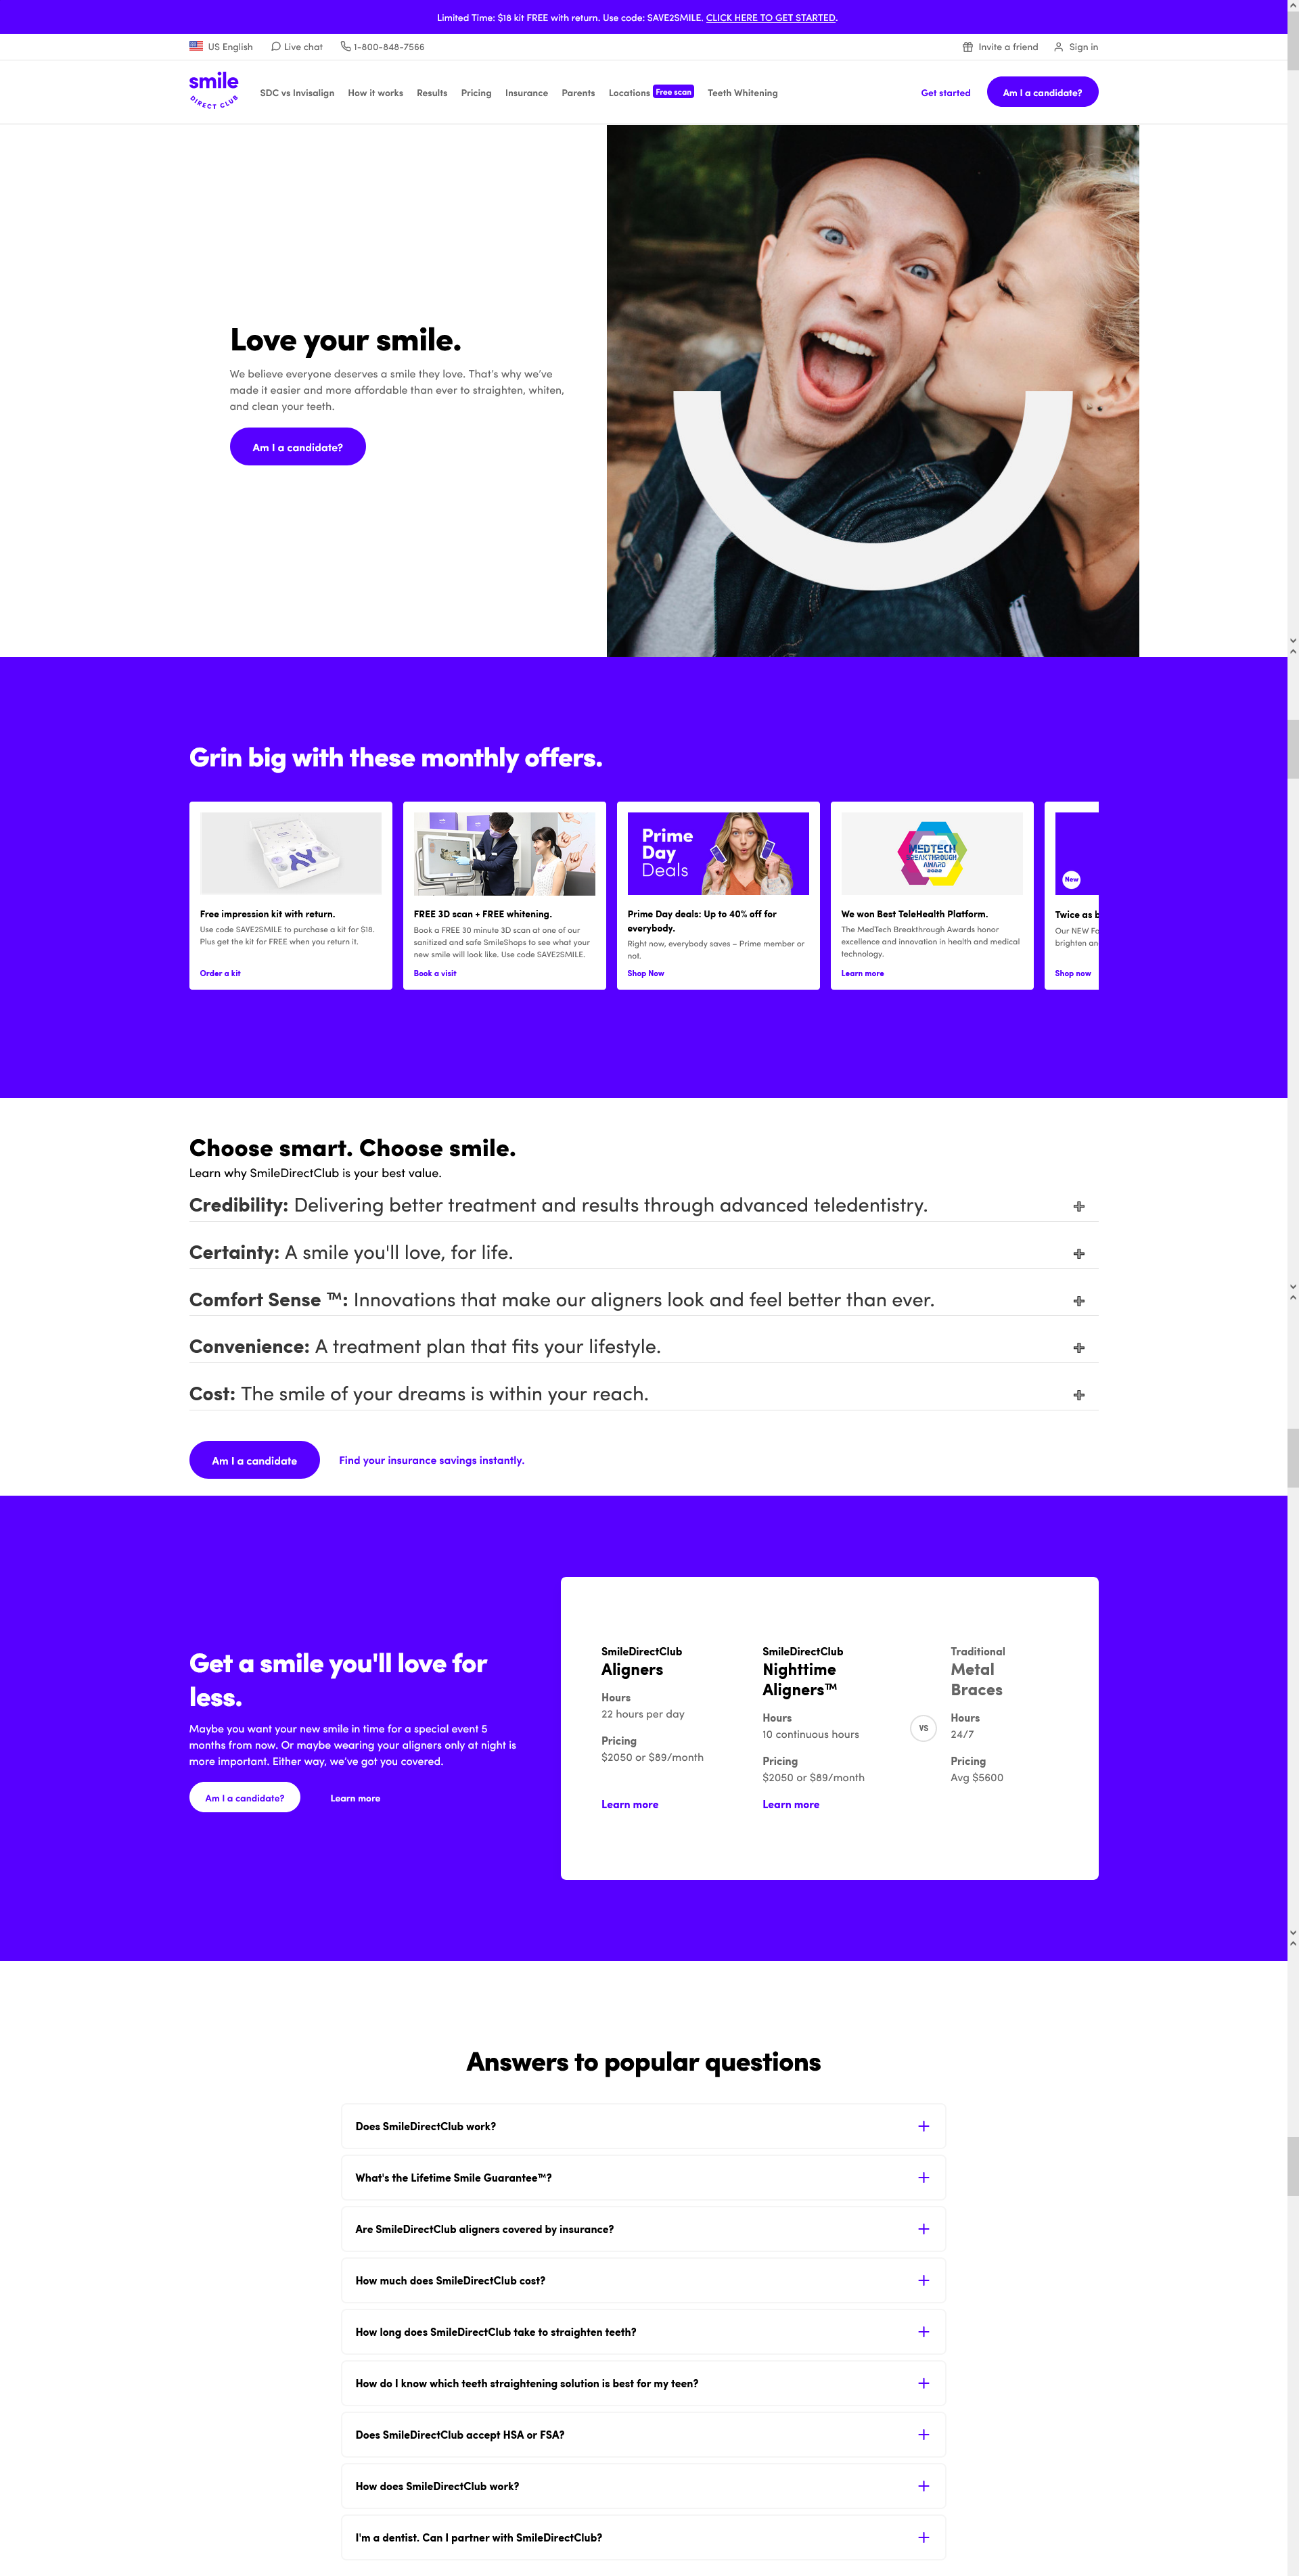 Limited Time: $18 kit FREE with return. Use code: SAVE2SMILE. CLICK HERE TO GET STARTED.
US English Live chat 1-800-848-7566 Invite a friend Sign in
smile
DIRECT CLUB
SDC vs Invisalign How it works Results Pricing Insurance Parents Locations Free scan Teeth Whitening Get started Am I a candidate?
Love your smile.
We believe everyone deserves a smile they love. That's why we've
made it easier and more affordable than ever to straighten, whiten,
and clean your teeth.
Am I a candidate?
Grin big with these monthly offers.
Free impression kit with return.
Use code SAVE2SMILE to purchase a kit for $18.
Plus get the kit for FREE when you return it.
Order a kit
FREE 3D scan + FREE whitening.
Book a FREE 30 minute 3D scan at one of our
sanitized and safe SmileShops to see what your
new smile will look like. Use code SAVE2SMILE.
Book a visit
Prime
Day
Deals
Prime Day deals: Up to 40% off for
everybody.
Right now, everybody saves – Prime member or
not.
Shop Now
MEDTECH
BREAKTHROUGH
AWARD
2022
We won Best TeleHealth Platform.
The MedTech Breakthrough Awards honor
excellence and innovation in health and medical
technology.
Learn more
New
Twice as b
Our NEW Fa
brighten an
Shop now
Choose smart. Choose smile.
Learn why SmileDirectClub is your best value.
Credibility: Delivering better treatment and results through advanced teledentistry.
Certainty: A smile you'll love, for life.
Comfort Sense ™: Innovations that make our aligners look and feel better than ever.
Convenience: A treatment plan that fits your lifestyle.
Cost: The smile of your dreams is within your reach.
Am I a candidate Find your insurance savings instantly.
Get a smile you'll love for
less.
Maybe you want your new smile in time for a special event 5
months from now. Or maybe wearing your aligners only at night is
more important. Either way, we've got you covered.
Am I a candidate? Learn more
SmileDirectClub
Aligners
Hours
22 hours per day
Pricing
$2050 or $89/month
Learn more
SmileDirectClub
Nighttime
Aligners™
Hours
10 continuous hours
Pricing
$2050 or $89/month
Learn more
VS
Traditional
Metal
Braces
Hours
24/7
Pricing
Avg $5600
Answers to popular questions
Does SmileDirectClub work?
What's the Lifetime Smile Guarantee™?
Are SmileDirectClub aligners covered by insurance?
How much does SmileDirectClub cost?
How long does SmileDirectClub take to straighten teeth?
How do I know which teeth straightening solution is best for my teen?
Does SmileDirectClub accept HSA or FSA?
How does SmileDirectClub work?
I'm a dentist. Can I partner with SmileDirectClub?